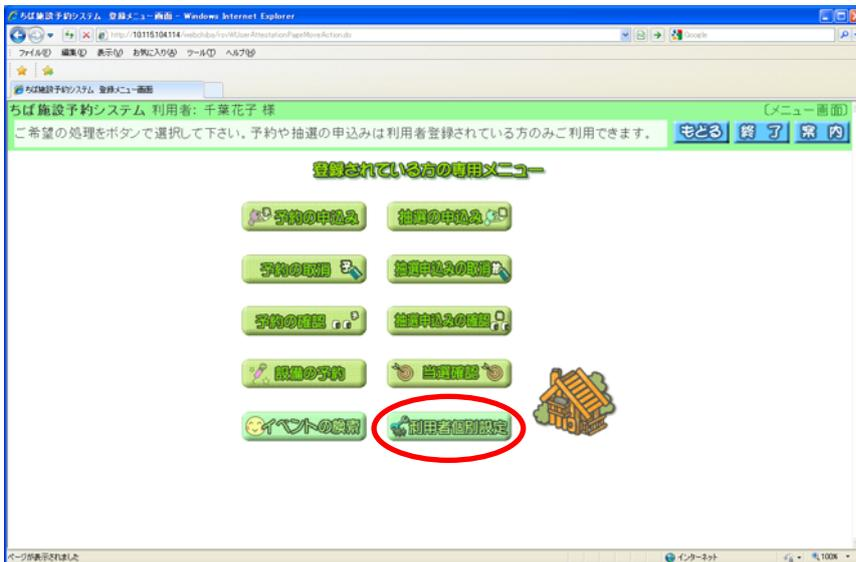 ちば施設予約システム 登録メニュー画面 - Windows Internet Explorer
http://10.115.104.114/webchiba/rsvWUserAttestationPageMoveAction.do
Google
ファイル(F) 編集(E) 表示(V) お気に入り(A) ツール(T) ヘルプ(H)
ちば施設予約システム 登録メニュー画面
ちば施設予約システム 利用者: 千葉花子 様 〔メニュー画面〕
ご希望の処理をボタンで選択して下さい。予約や抽選の申込みは利用者登録されている方のみご利用できます。 もどる 終了 案内
登録されている方の専用メニュー
予約の申込み 抽選の申込み
予約の取消 抽選申込みの取消
予約の確認 抽選申込みの確認
設備の予約 当選確認
イベントの検索 利用者個別設定
ページが表示されました インターネット 100%